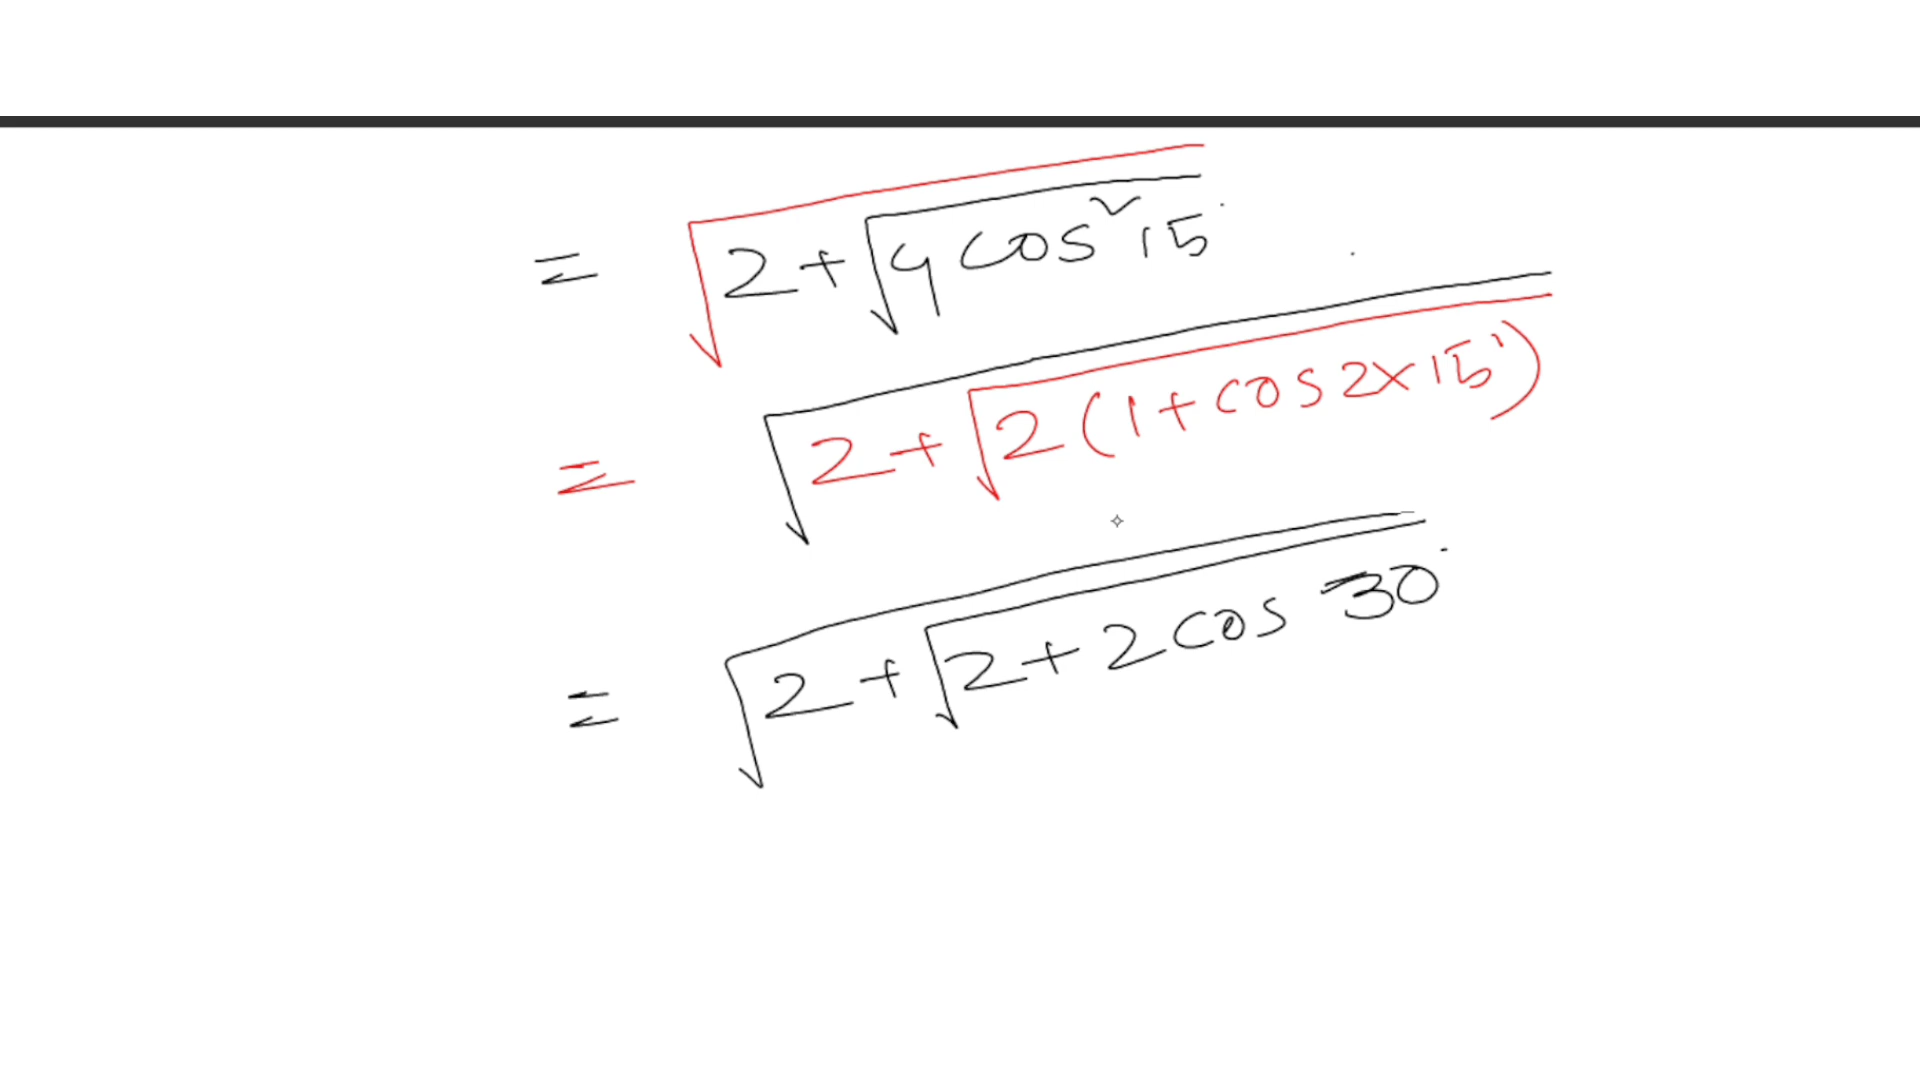 = √(2+√(4cos²15°))
= √(2+√(2(1+cos2×15°)))
= √(2+√(2+2cos30°))